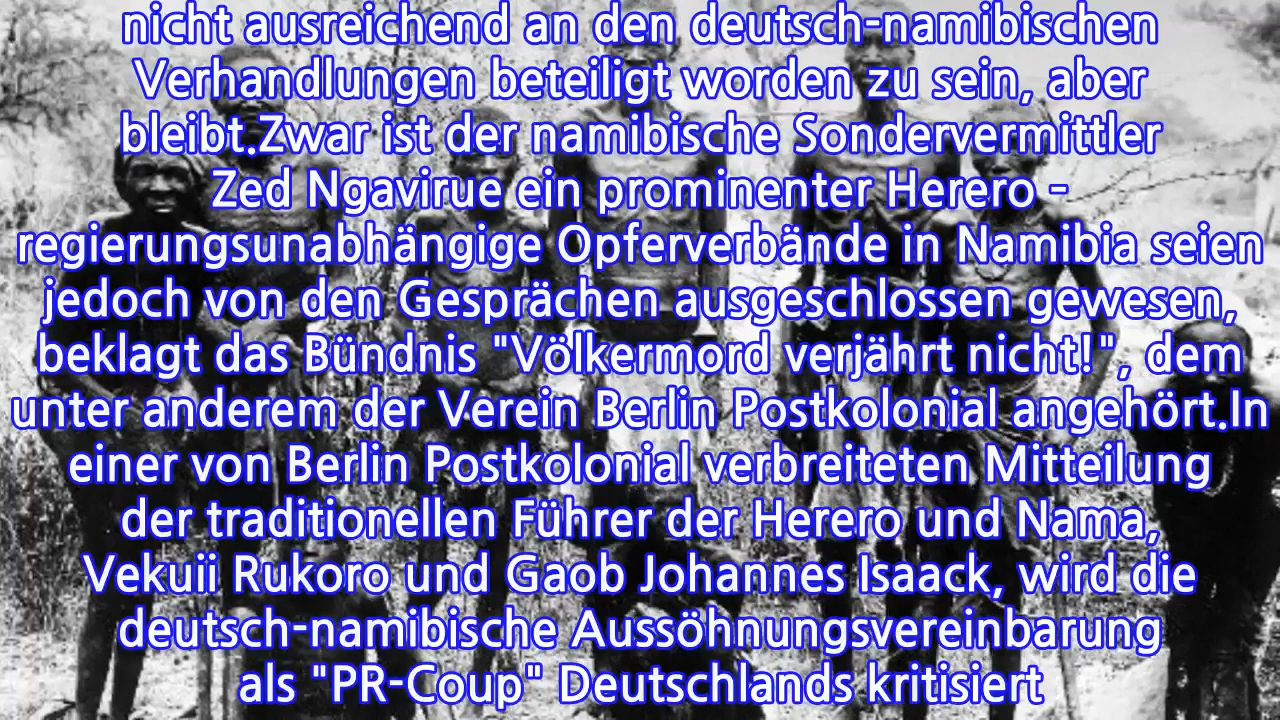 nicht ausreichend an den deutsch-namibischen
Verhandlungen beteiligt worden zu sein, aber
bleibt.Zwar ist der namibische Sondervermittler
Zed Ngavirue ein prominenter Herero -
regierungsunabhängige Opferverbände in Namibia seien
jedoch von den Gesprächen ausgeschlossen gewesen,
beklagt das Bündnis "Völkermord verjährt nicht!", dem
unter anderem der Verein Berlin Postkolonial angehört.In
einer von Berlin Postkolonial verbreiteten Mitteilung
der traditionellen Führer der Herero und Nama,
Vekuii Rukoro und Gaob Johannes Isaack, wird die
deutsch-namibische Aussöhnungsvereinbarung
als "PR-Coup" Deutschlands kritisiert